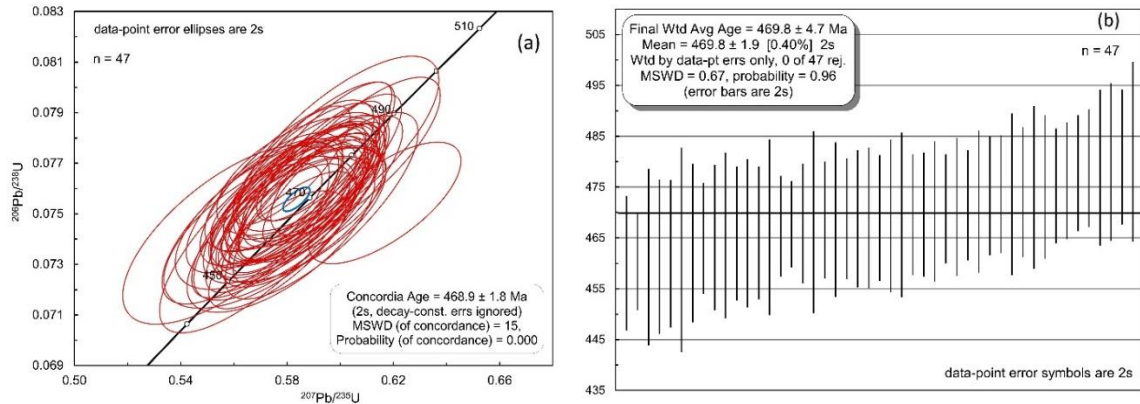 data-point error ellipses are 2s
n = 47
(a)
510
490
470
450
0.083
0.081
0.079
0.077
0.075
0.073
0.071
0.069
²⁰⁶Pb/²³⁸U
Concordia Age = 468.9 ± 1.8 Ma
(2s, decay-const. errs ignored)
MSWD (of concordance) = 15,
Probability (of concordance) = 0.000
0.50
0.54
0.58
0.62
0.66
²⁰⁷Pb/²³⁵U
Final Wtd Avg Age = 469.8 ± 4.7 Ma
Mean = 469.8 ± 1.9 [0.40%] 2s
Wtd by data-pt errs only, 0 of 47 rej.
MSWD = 0.67, probability = 0.96
(error bars are 2s)
(b)
n = 47
505
495
485
475
465
455
445
435
data-point error symbols are 2s